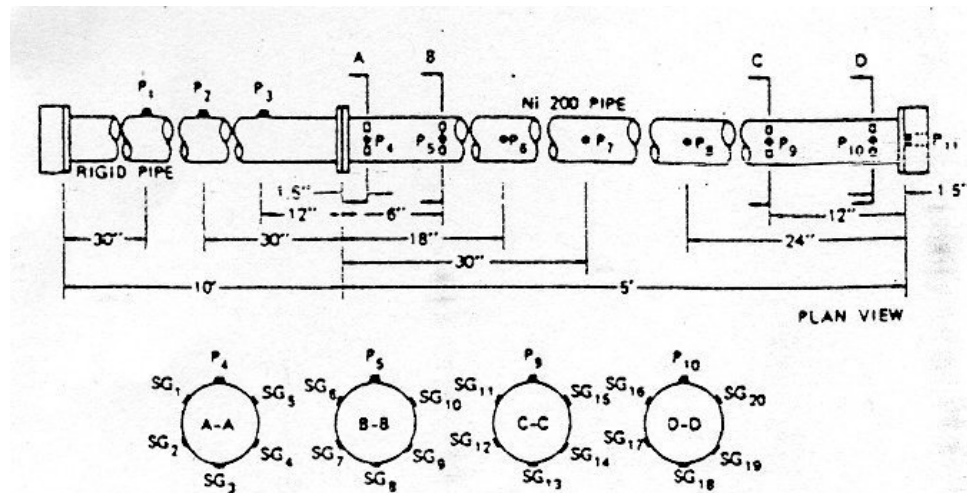 A B C D
P1 P2 P3
Ni 200 PIPE
P4 P5 P6 P7 P8 P9 P10 P11
RIGID PIPE
1.5" 1.5"
12" 6" 12"
30" 30" 18" 24"
30"
10' 5'
PLAN VIEW
P4 P5 P9 P10
SG1 SG5 SG6 SG10 SG11 SG15 SG16 SG20
A-A B-B C-C D-D
SG2 SG4 SG7 SG9 SG12 SG14 SG17 SG19
SG3 SG8 SG13 SG18